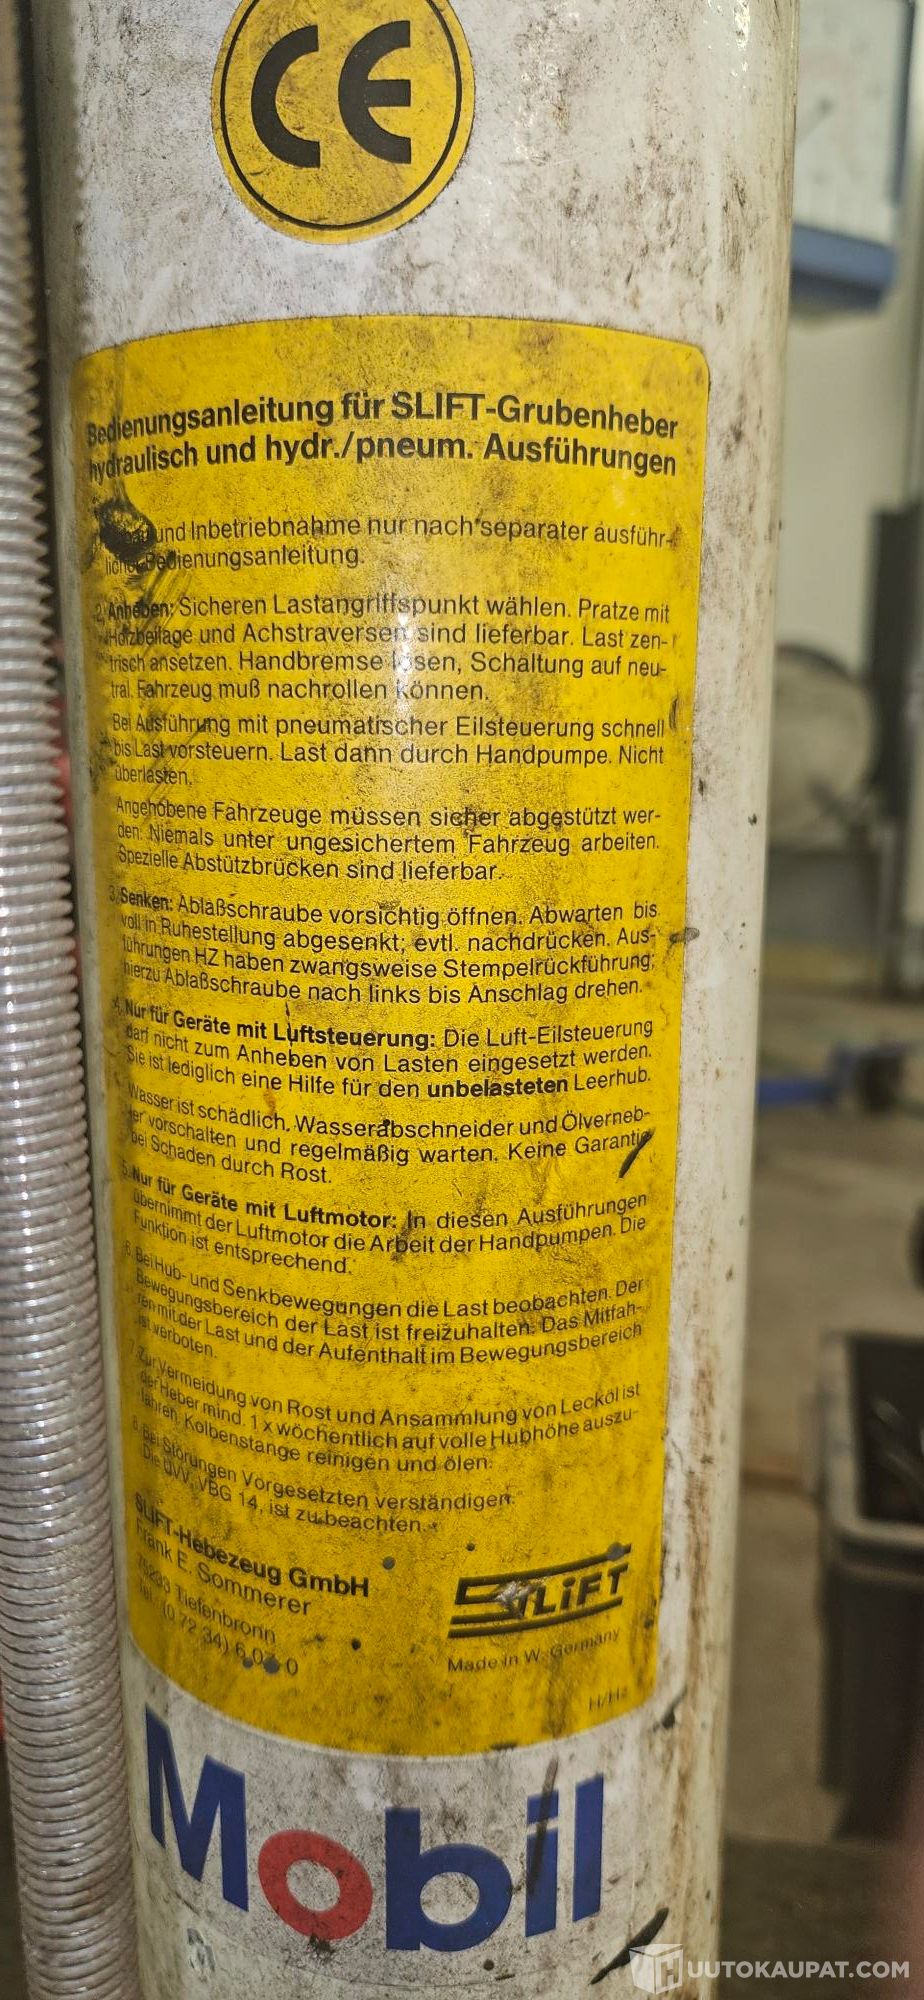 CE
Bedienungsanleitung für SLIFT-Grubenheber
hydraulisch und hydr./pneum. Ausführungen
und Inbetriebnahme nur nach separater ausführ-
licher Bedienungsanleitung.
2. Anheben: Sicheren Lastangriffspunkt wählen. Pratze mit
Holzbeilage und Achstraversen sind lieferbar. Last zen-
trisch ansetzen. Handbremse lösen, Schaltung auf neu-
tral. Fahrzeug muß nachrollen können.
Bei Ausführung mit pneumatischer Eilsteuerung schnell
bis Last vorsteuern. Last dann durch Handpumpe. Nicht
überlasten.
Angehobene Fahrzeuge müssen sicher abgestützt wer-
den. Niemals unter ungesichertem Fahrzeug arbeiten.
Spezielle Abstützbrücken sind lieferbar.
3. Senken: Ablaßschraube vorsichtig öffnen. Abwarten bis
voll in Ruhestellung abgesenkt; evtl. nachdrücken. Aus-
führungen HZ haben zwangsweise Stempelrückführung;
hierzu Ablaßschraube nach links bis Anschlag drehen.
4. Nur für Geräte mit Luftsteuerung: Die Luft-Eilsteuerung
darf nicht zum Anheben von Lasten eingesetzt werden.
Sie ist lediglich eine Hilfe für den unbelasteten Leerhub.
Wasser ist schädlich. Wasserabschneider und Ölverneb-
ler vorschalten und regelmäßig warten. Keine Garantie
bei Schaden durch Rost.
5. Nur für Geräte mit Luftmotor: In diesen Ausführungen
übernimmt der Luftmotor die Arbeit der Handpumpen. Die
Funktion ist entsprechend.
6. Bei Hub- und Senkbewegungen die Last beobachten. Der
Bewegungsbereich der Last ist freizuhalten. Das Mitfah-
ren mit der Last und der Aufenthalt im Bewegungsbereich
ist verboten.
7. Zur Vermeidung von Rost und Ansammlung von Lecköl ist
der Heber mind. 1 x wöchentlich auf volle Hubhöhe auszu-
fahren. Kolbenstange reinigen und ölen.
8. Bei Störungen Vorgesetzten verständigen.
Die UVV, VBG 14, ist zu beachten.
SLIFT-Hebezeug GmbH
Frank E. Sommerer
Tiefenbronn
Tel. (0 72 34)
SLIFT
Made in W. Germany
H/Hz
Mobil
UUTOKAUPAT.COM